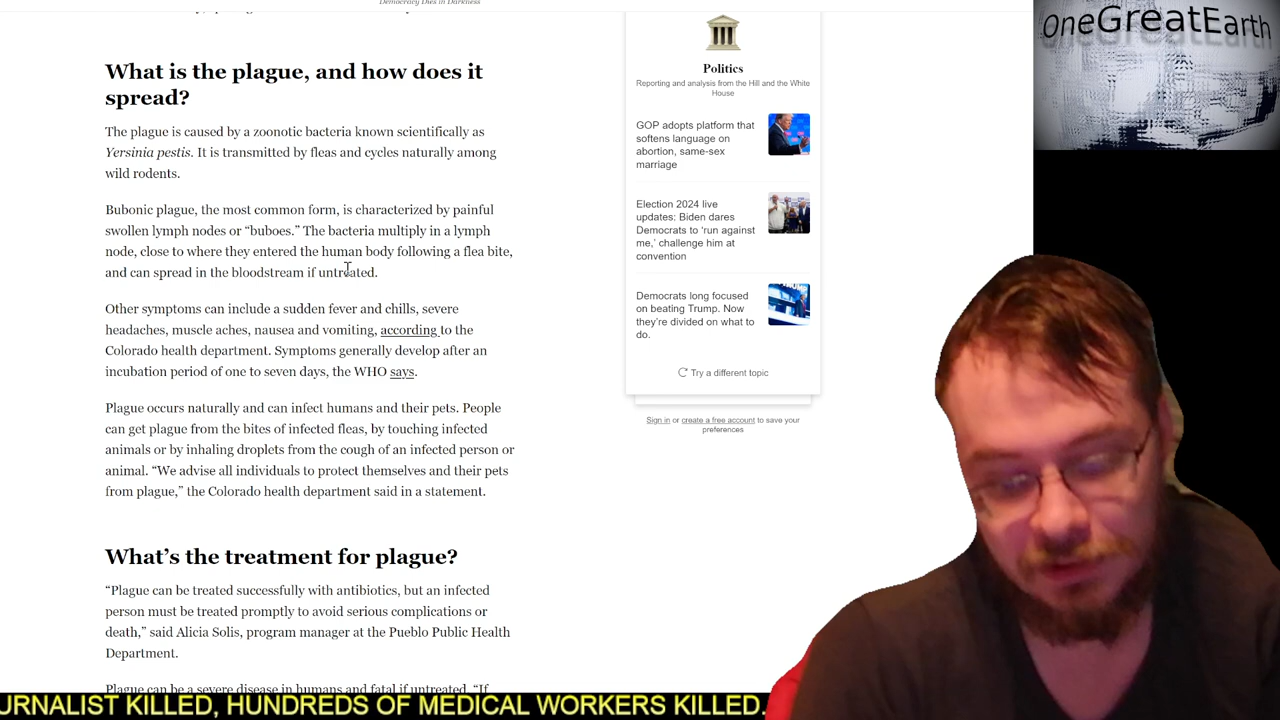 Democracy Dies in Darkness
What is the plague, and how does it
spread?
The plague is caused by a zoonotic bacteria known scientifically as
Yersinia pestis. It is transmitted by fleas and cycles naturally among
wild rodents.
Bubonic plague, the most common form, is characterized by painful
swollen lymph nodes or “buboes.” The bacteria multiply in a lymph
node, close to where they entered the human body following a flea bite,
and can spread in the bloodstream if untreated.
Other symptoms can include a sudden fever and chills, severe
headaches, muscle aches, nausea and vomiting, according to the
Colorado health department. Symptoms generally develop after an
incubation period of one to seven days, the WHO says.
Plague occurs naturally and can infect humans and their pets. People
can get plague from the bites of infected fleas, by touching infected
animals or by inhaling droplets from the cough of an infected person or
animal. “We advise all individuals to protect themselves and their pets
from plague,” the Colorado health department said in a statement.
What’s the treatment for plague?
“Plague can be treated successfully with antibiotics, but an infected
person must be treated promptly to avoid serious complications or
death,” said Alicia Solis, program manager at the Pueblo Public Health
Department.
Plague can be a severe disease in humans and fatal if untreated. “If
Politics
Reporting and analysis from the Hill and the White
House
GOP adopts platform that
softens language on
abortion, same-sex
marriage
Election 2024 live
updates: Biden dares
Democrats to ‘run against
me,’ challenge him at
convention
Democrats long focused
on beating Trump. Now
they’re divided on what to
do.
Try a different topic
Sign in or create a free account to save your
preferences
OneGreatEarth
URNALIST KILLED, HUNDREDS OF MEDICAL WORKERS KILLED.